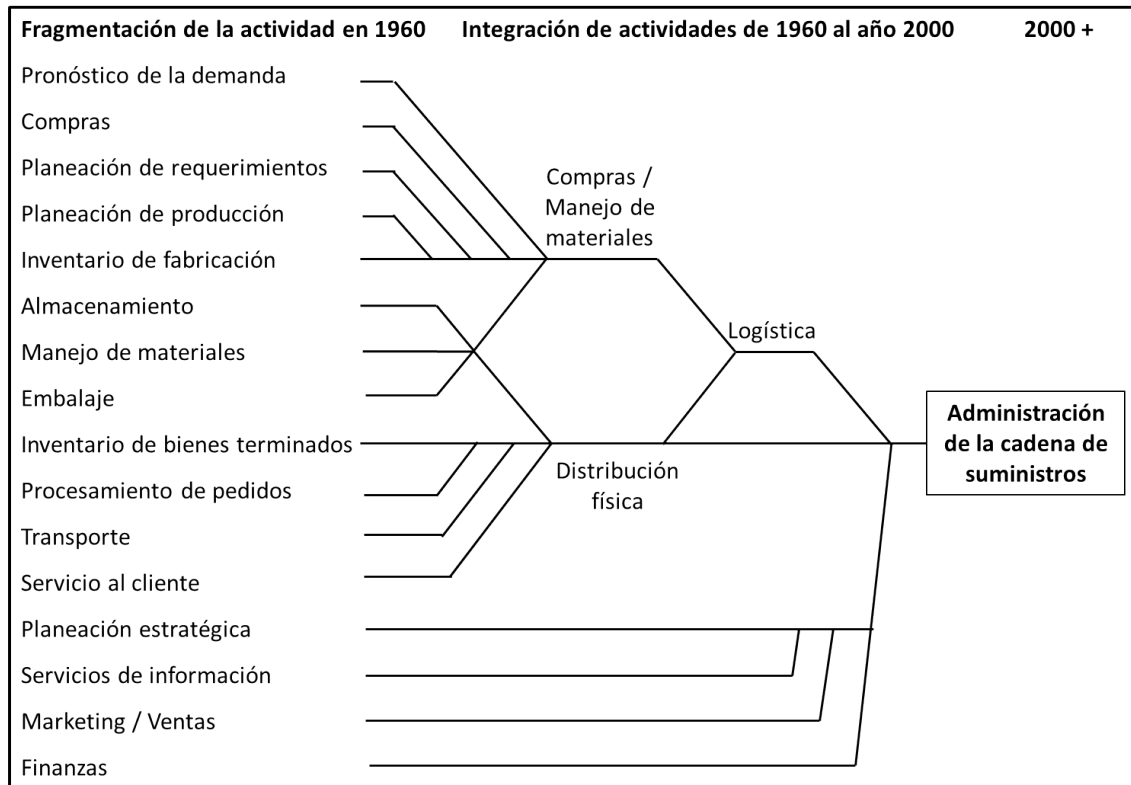 Fragmentación de la actividad en 1960 Integración de actividades de 1960 al año 2000 2000 +
Pronóstico de la demanda
Compras
Planeación de requerimientos
Planeación de producción
Inventario de fabricación
Almacenamiento
Manejo de materiales
Embalaje
Inventario de bienes terminados
Procesamiento de pedidos
Transporte
Servicio al cliente
Planeación estratégica
Servicios de información
Marketing / Ventas
Finanzas
Compras /
Manejo de
materiales
Distribución
física
Logística
Administración
de la cadena de
suministros